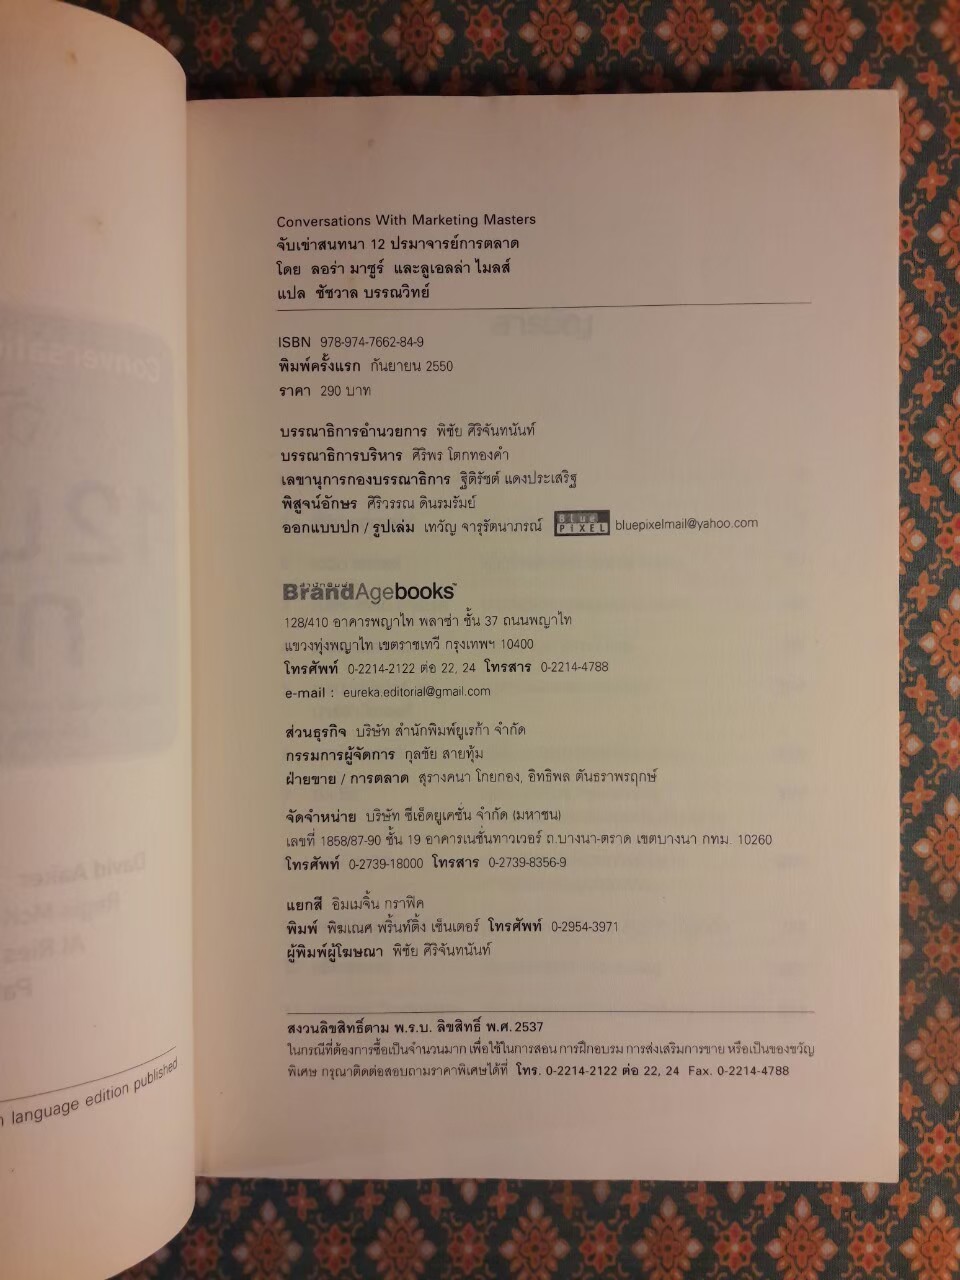 Conversations With Marketing Masters
จับเข่าสนทนา 12 ปรมาจารย์การตลาด
โดย ลอร่า มาซูร์ และลูเอลล่า ไมลส์
แปล ชัชวาล บรรณวิทย์
ISBN 978-974-7662-84-9
พิมพ์ครั้งแรก กันยายน 2550
ราคา 290 บาท
บรรณาธิการอำนวยการ พิชัย ศิริจันทนันท์
บรรณาธิการบริหาร ศิริพร โตกทองคำ
เลขานุการกองบรรณาธิการ ฐิติรัชต์ แดงประเสริฐ
พิสูจน์อักษร ศิริวรรณ ดินรมรัมย์
ออกแบบปก / รูปเล่ม เทวัญ จารุรัตนาภรณ์ Blue PIXEL bluepixelmail@yahoo.com
BrandAgebooks™
128/410 อาคารพญาไท พลาซ่า ชั้น 37 ถนนพญาไท
แขวงทุ่งพญาไท เขตราชเทวี กรุงเทพฯ 10400
โทรศัพท์ 0-2214-2122 ต่อ 22, 24 โทรสาร 0-2214-4788
e-mail : eureka.editorial@gmail.com
ส่วนธุรกิจ บริษัท สำนักพิมพ์ยูเรก้า จำกัด
กรรมการผู้จัดการ กุลชัย สายทุ้ม
ฝ่ายขาย / การตลาด สุรางคนา โกยกอง, อิทธิพล ตันธราพรฤกษ์
จัดจำหน่าย บริษัท ซีเอ็ดยูเคชั่น จำกัด (มหาชน)
เลขที่ 1858/87-90 ชั้น 19 อาคารเนชั่นทาวเวอร์ ถ.บางนา-ตราด เขตบางนา กทม. 10260
โทรศัพท์ 0-2739-18000 โทรสาร 0-2739-8356-9
แยกสี อิมเมจิ้น กราฟิค
พิมพ์ พิฆเณศ พริ้นท์ติ้ง เซ็นเตอร์ โทรศัพท์ 0-2954-3971
ผู้พิมพ์ผู้โฆษณา พิชัย ศิริจันทนันท์
สงวนลิขสิทธิ์ตาม พ.ร.บ. ลิขสิทธิ์ พ.ศ. 2537
ในกรณีที่ต้องการซื้อเป็นจำนวนมาก เพื่อใช้ในการสอน การฝึกอบรม การส่งเสริมการขาย หรือเป็นของขวัญ
พิเศษ กรุณาติดต่อสอบถามราคาพิเศษได้ที่ โทร. 0-2214-2122 ต่อ 22, 24 Fax. 0-2214-4788
language edition published